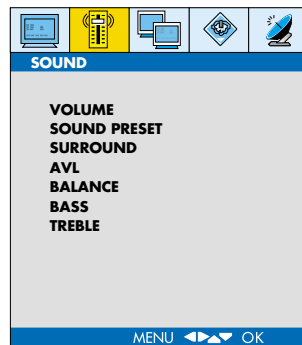 SOUND
VOLUME
SOUND PRESET
SURROUND
AVL
BALANCE
BASS
TREBLE
MENU ◀▶▲▼ OK